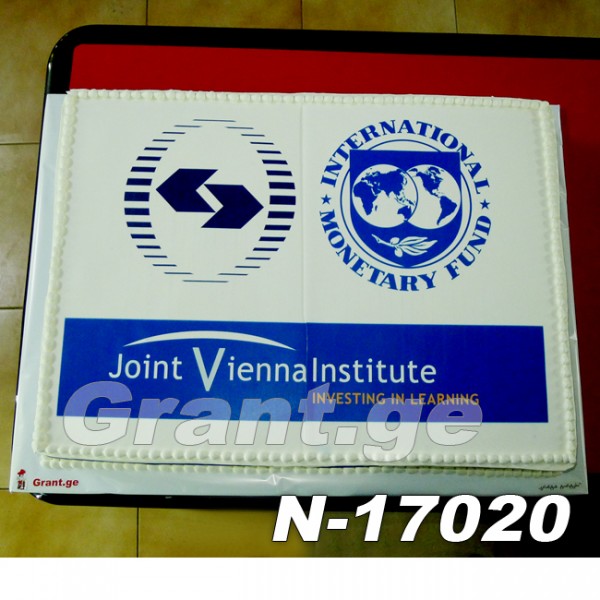 INTERNATIONAL
MONETARY FUND
Joint ViennaInstitute
INVESTING IN LEARNING
Grant.ge
Grant.ge
N-17020